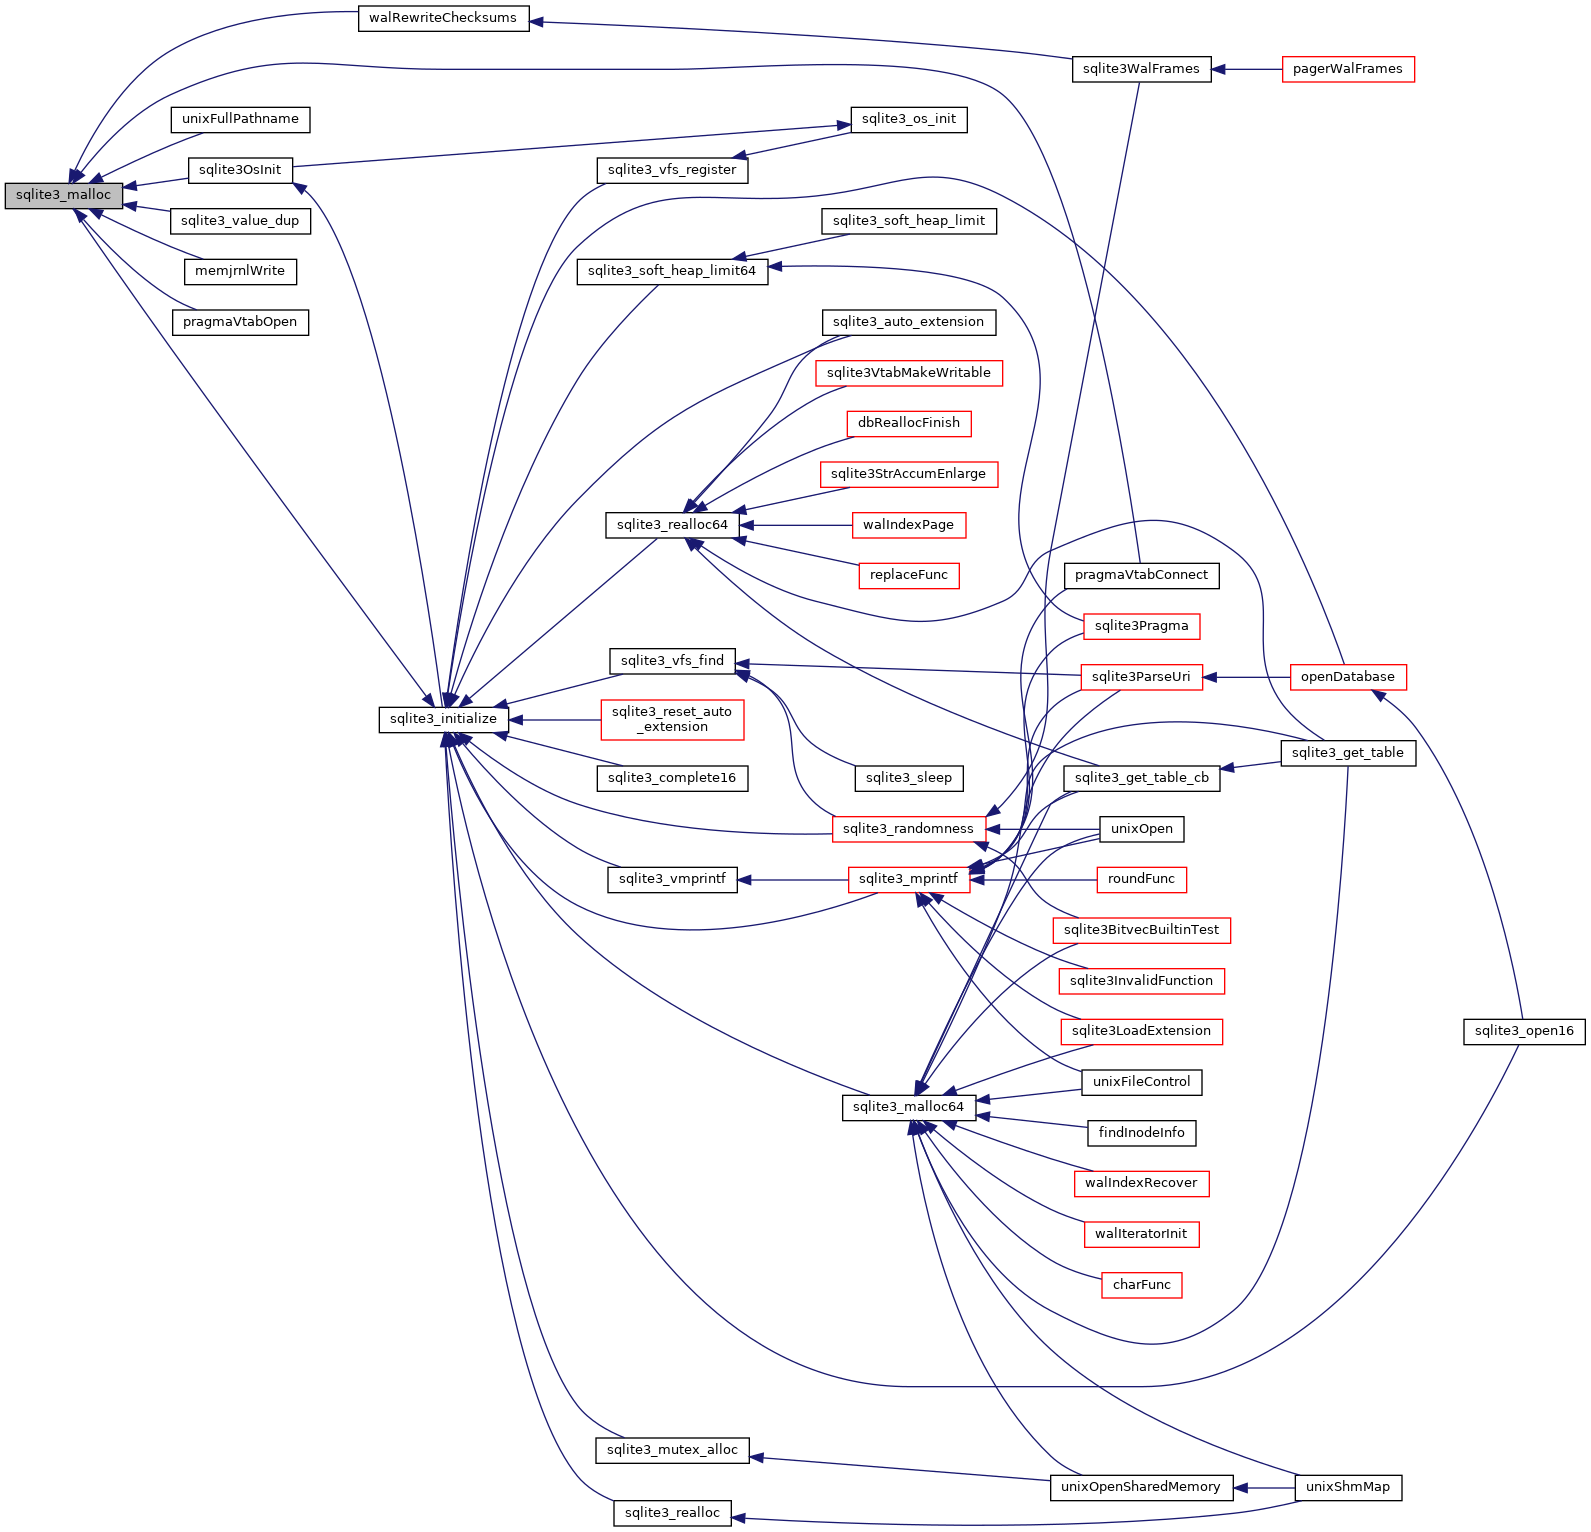 walRewriteChecksums
sqlite3WalFrames
pagerWalFrames
unixFullPathname
sqlite3_os_init
sqlite3OsInit
sqlite3_vfs_register
sqlite3_malloc
sqlite3_value_dup
sqlite3_soft_heap_limit
memjrnlWrite
sqlite3_soft_heap_limit64
pragmaVtabOpen
sqlite3_auto_extension
sqlite3VtabMakeWritable
dbReallocFinish
sqlite3StrAccumEnlarge
sqlite3_realloc64
walIndexPage
replaceFunc
pragmaVtabConnect
sqlite3Pragma
sqlite3_vfs_find
sqlite3ParseUri
openDatabase
sqlite3_initialize
sqlite3_reset_auto
_extension
sqlite3_get_table
sqlite3_complete16
sqlite3_sleep
sqlite3_get_table_cb
sqlite3_randomness
unixOpen
sqlite3_vmprintf
sqlite3_mprintf
roundFunc
sqlite3BitvecBuiltinTest
sqlite3InvalidFunction
sqlite3LoadExtension
sqlite3_open16
unixFileControl
sqlite3_malloc64
findInodeInfo
walIndexRecover
walIteratorInit
charFunc
sqlite3_mutex_alloc
unixOpenSharedMemory
unixShmMap
sqlite3_realloc